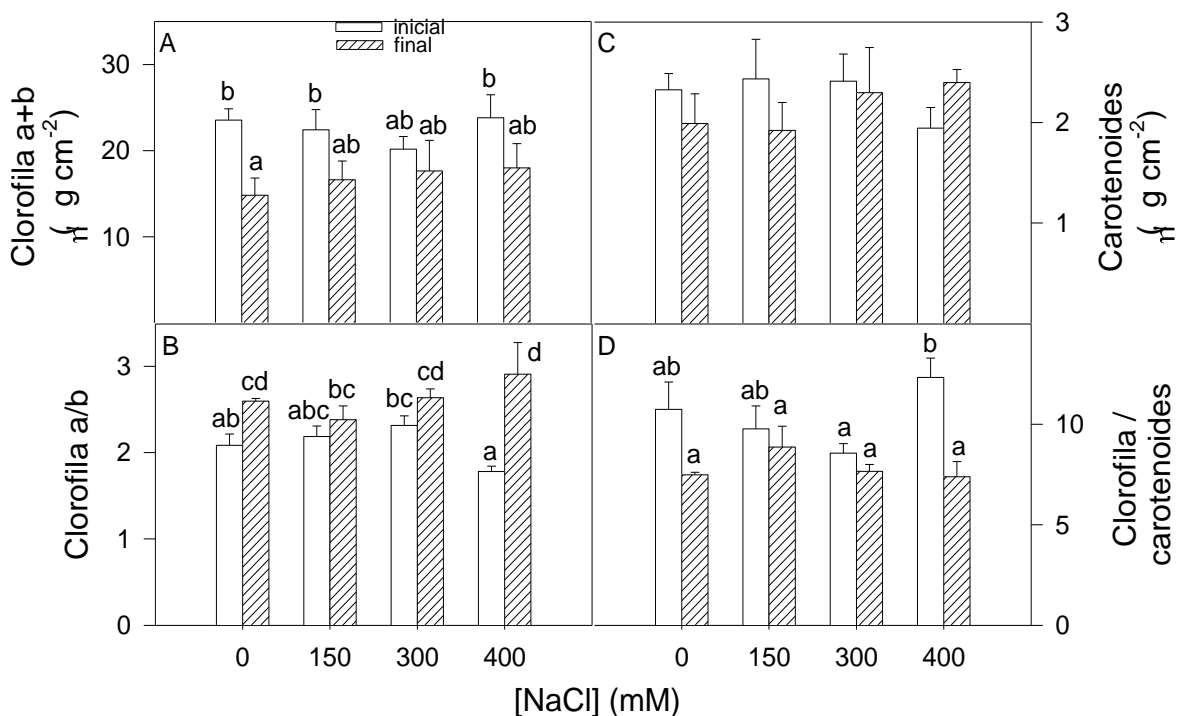 A
inicial
final
C
B
D
Clorofila a+b
(μ g cm-2)
30
20
10
b
a
b
ab
ab
ab
b
ab
3
2
1
Carotenoides
(μ g cm-2)
Clorofila a/b
3
2
1
0
ab
cd
abc
bc
bc
cd
a
d
ab
a
ab
a
a
a
b
a
10
5
0
Clorofila /
carotenoides
0 150 300 400 0 150 300 400
[NaCl] (mM)